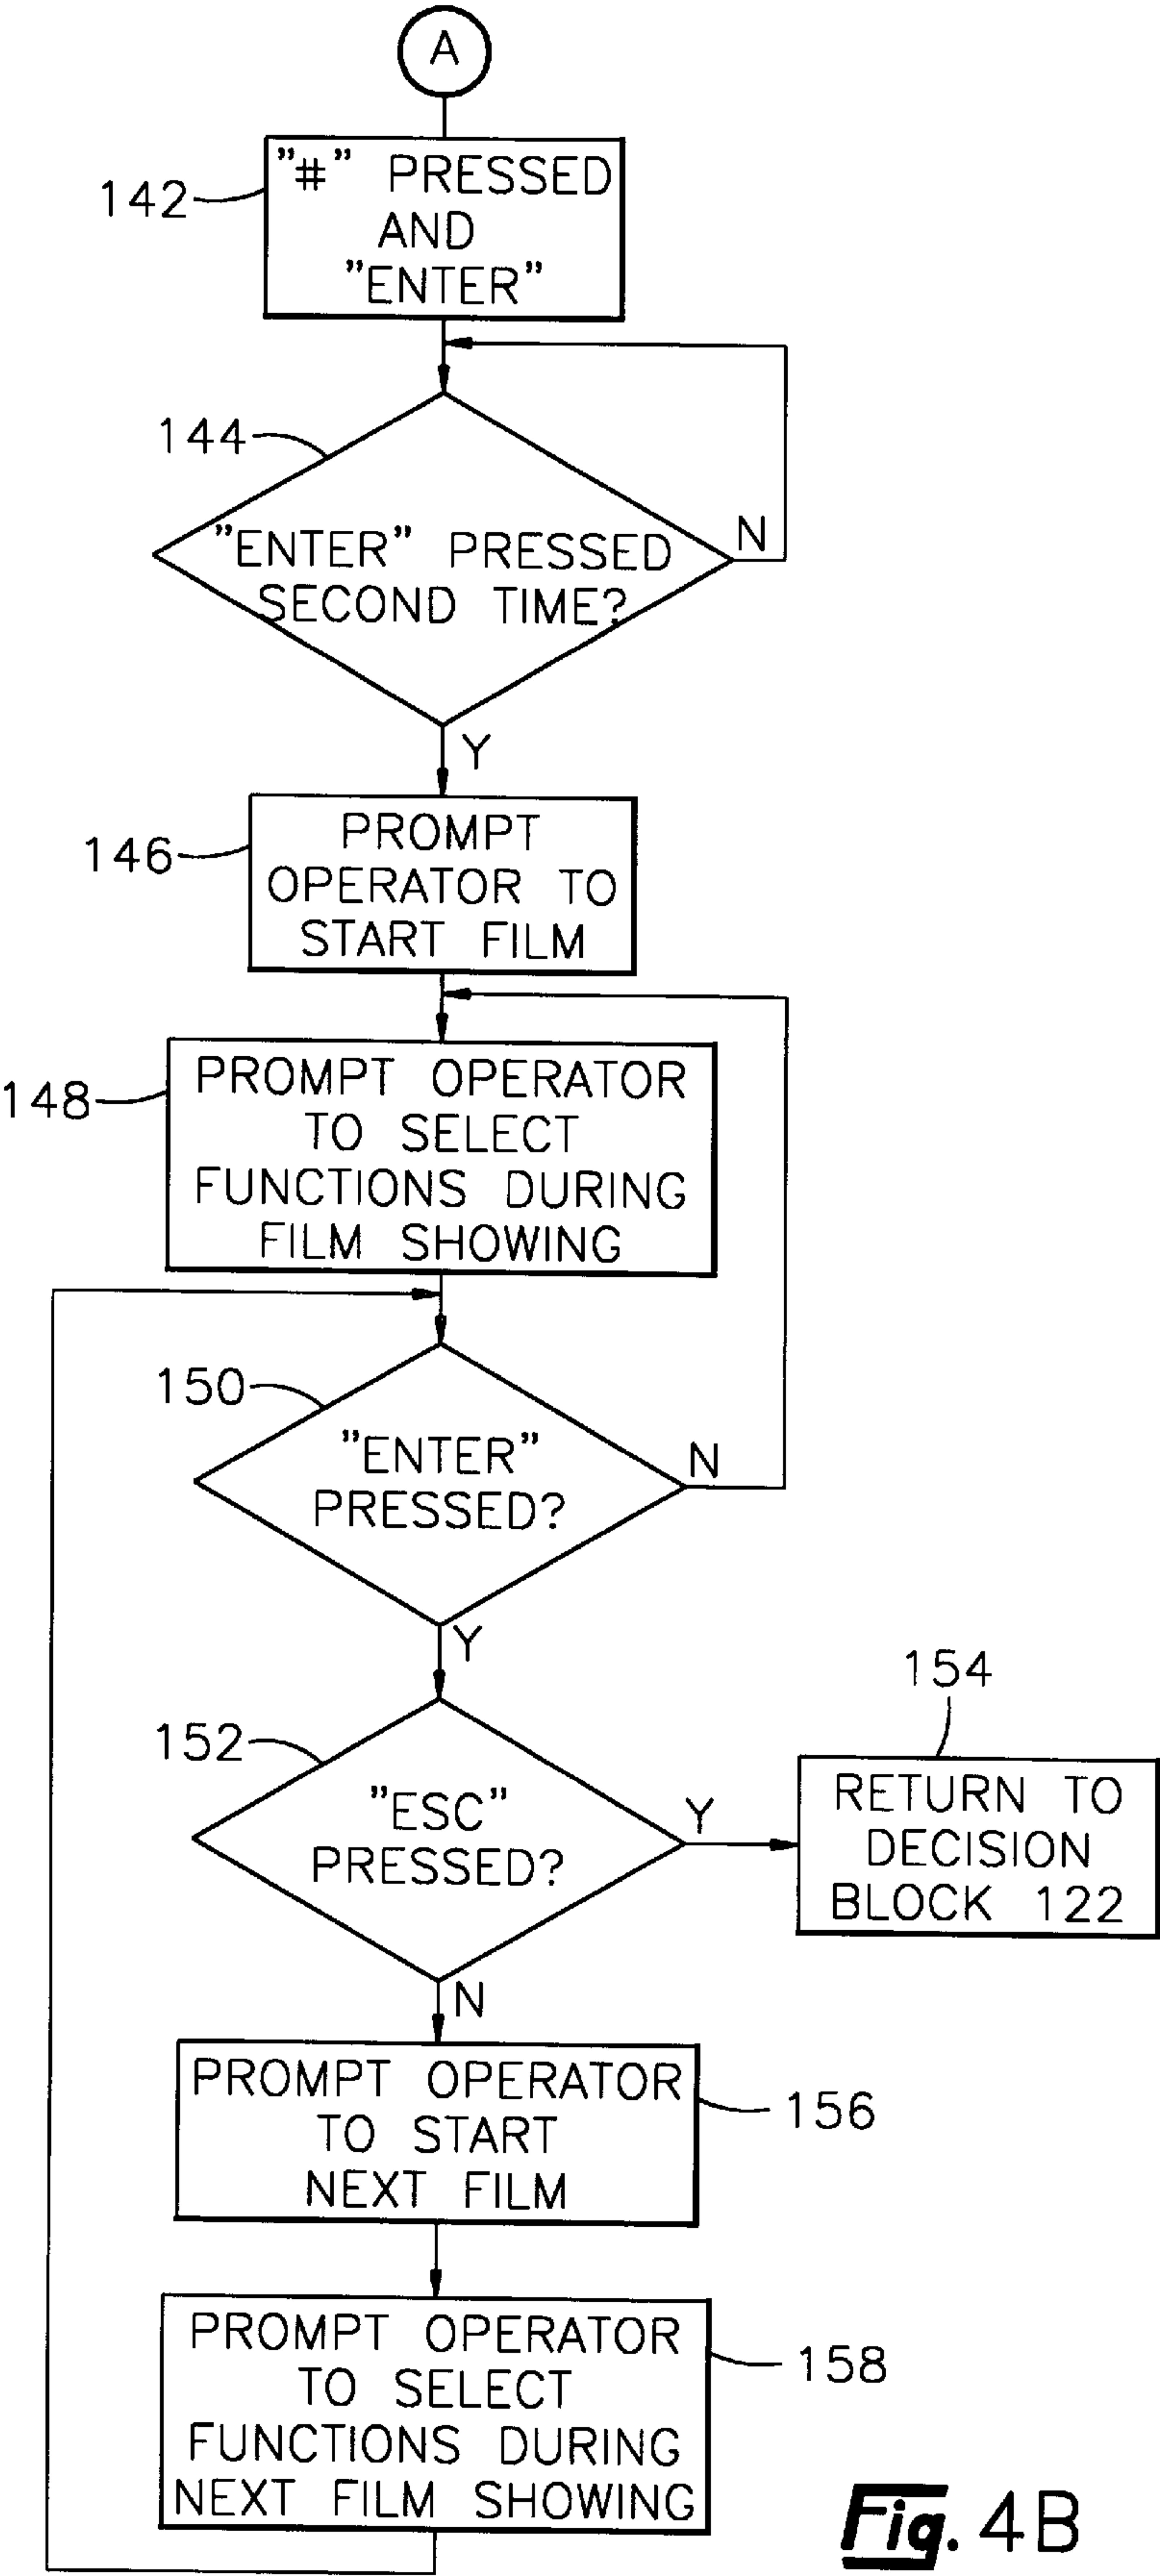 A
142
"#" PRESSED
AND
"ENTER"
144
"ENTER" PRESSED
SECOND TIME?
N
Y
146
PROMPT
OPERATOR TO
START FILM
148
PROMPT OPERATOR
TO SELECT
FUNCTIONS DURING
FILM SHOWING
150
"ENTER"
PRESSED?
N
Y
152
"ESC"
PRESSED?
Y
154
RETURN TO
DECISION
BLOCK 122
N
PROMPT OPERATOR
TO START
NEXT FILM
156
PROMPT OPERATOR
TO SELECT
FUNCTIONS DURING
NEXT FILM SHOWING
158
Fig. 4B